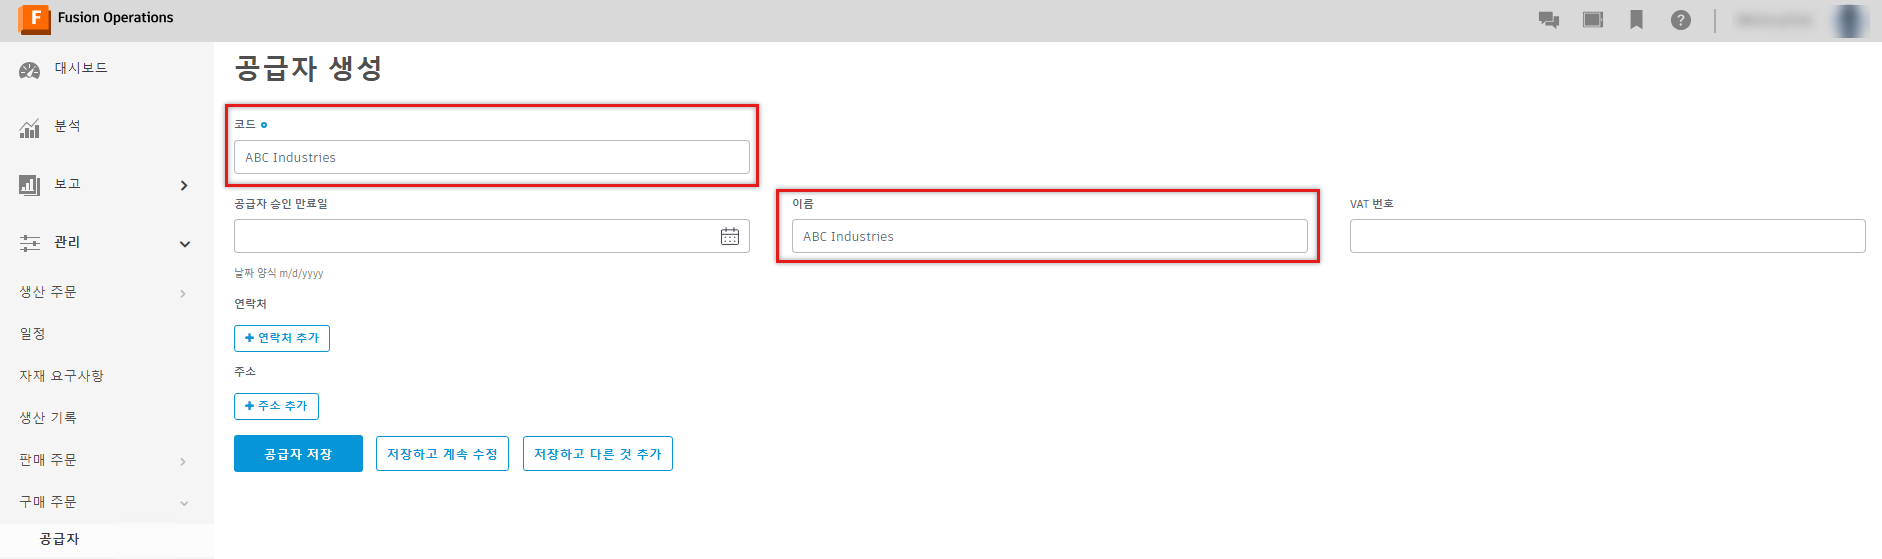 F Fusion Operations
?
대시보드
분석
보고
관리
생산 주문
일정
자재 요구사항
생산 기록
판매 주문
구매 주문
공급자
공급자 생성
코드
ABC Industries
공급자 승인 만료일
날짜 양식 m/d/yyyy
이름
ABC Industries
VAT 번호
연락처
+ 연락처 추가
주소
+ 주소 추가
공급자 저장
저장하고 계속 수정
저장하고 다른 것 추가